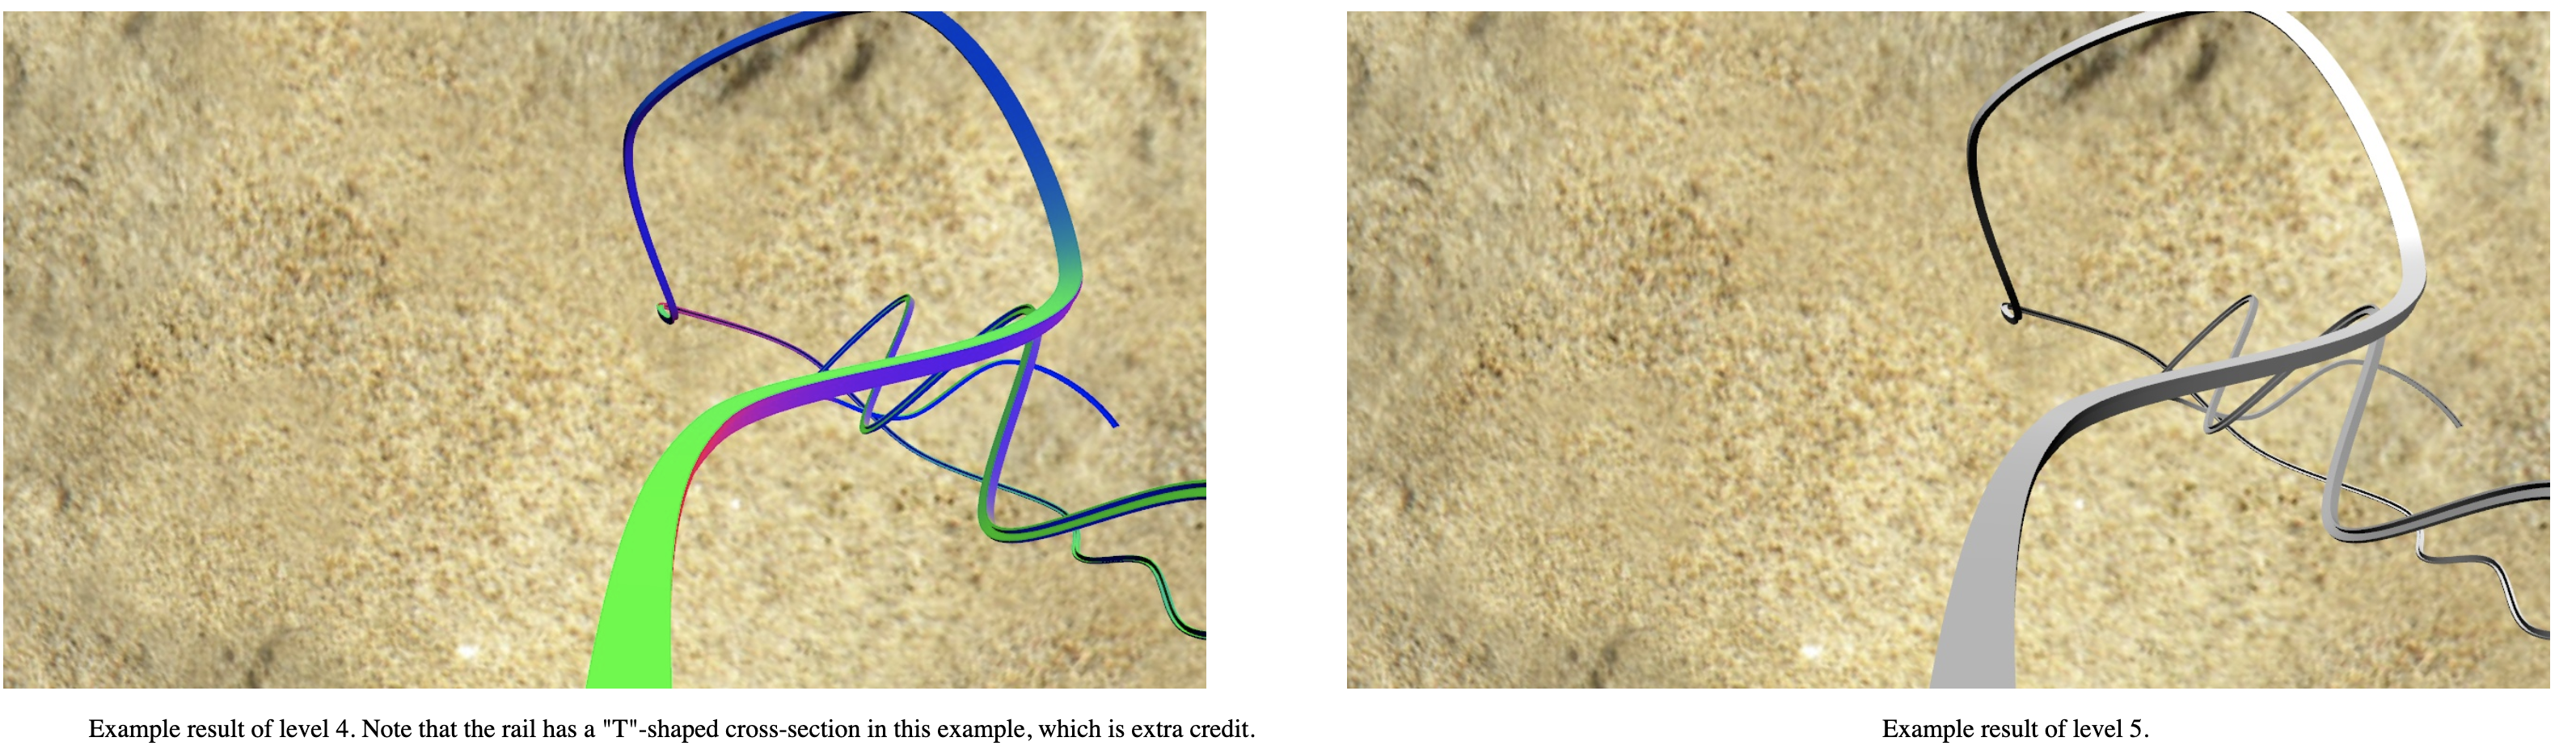 Example result of level 4. Note that the rail has a "T"-shaped cross-section in this example, which is extra credit.
Example result of level 5.